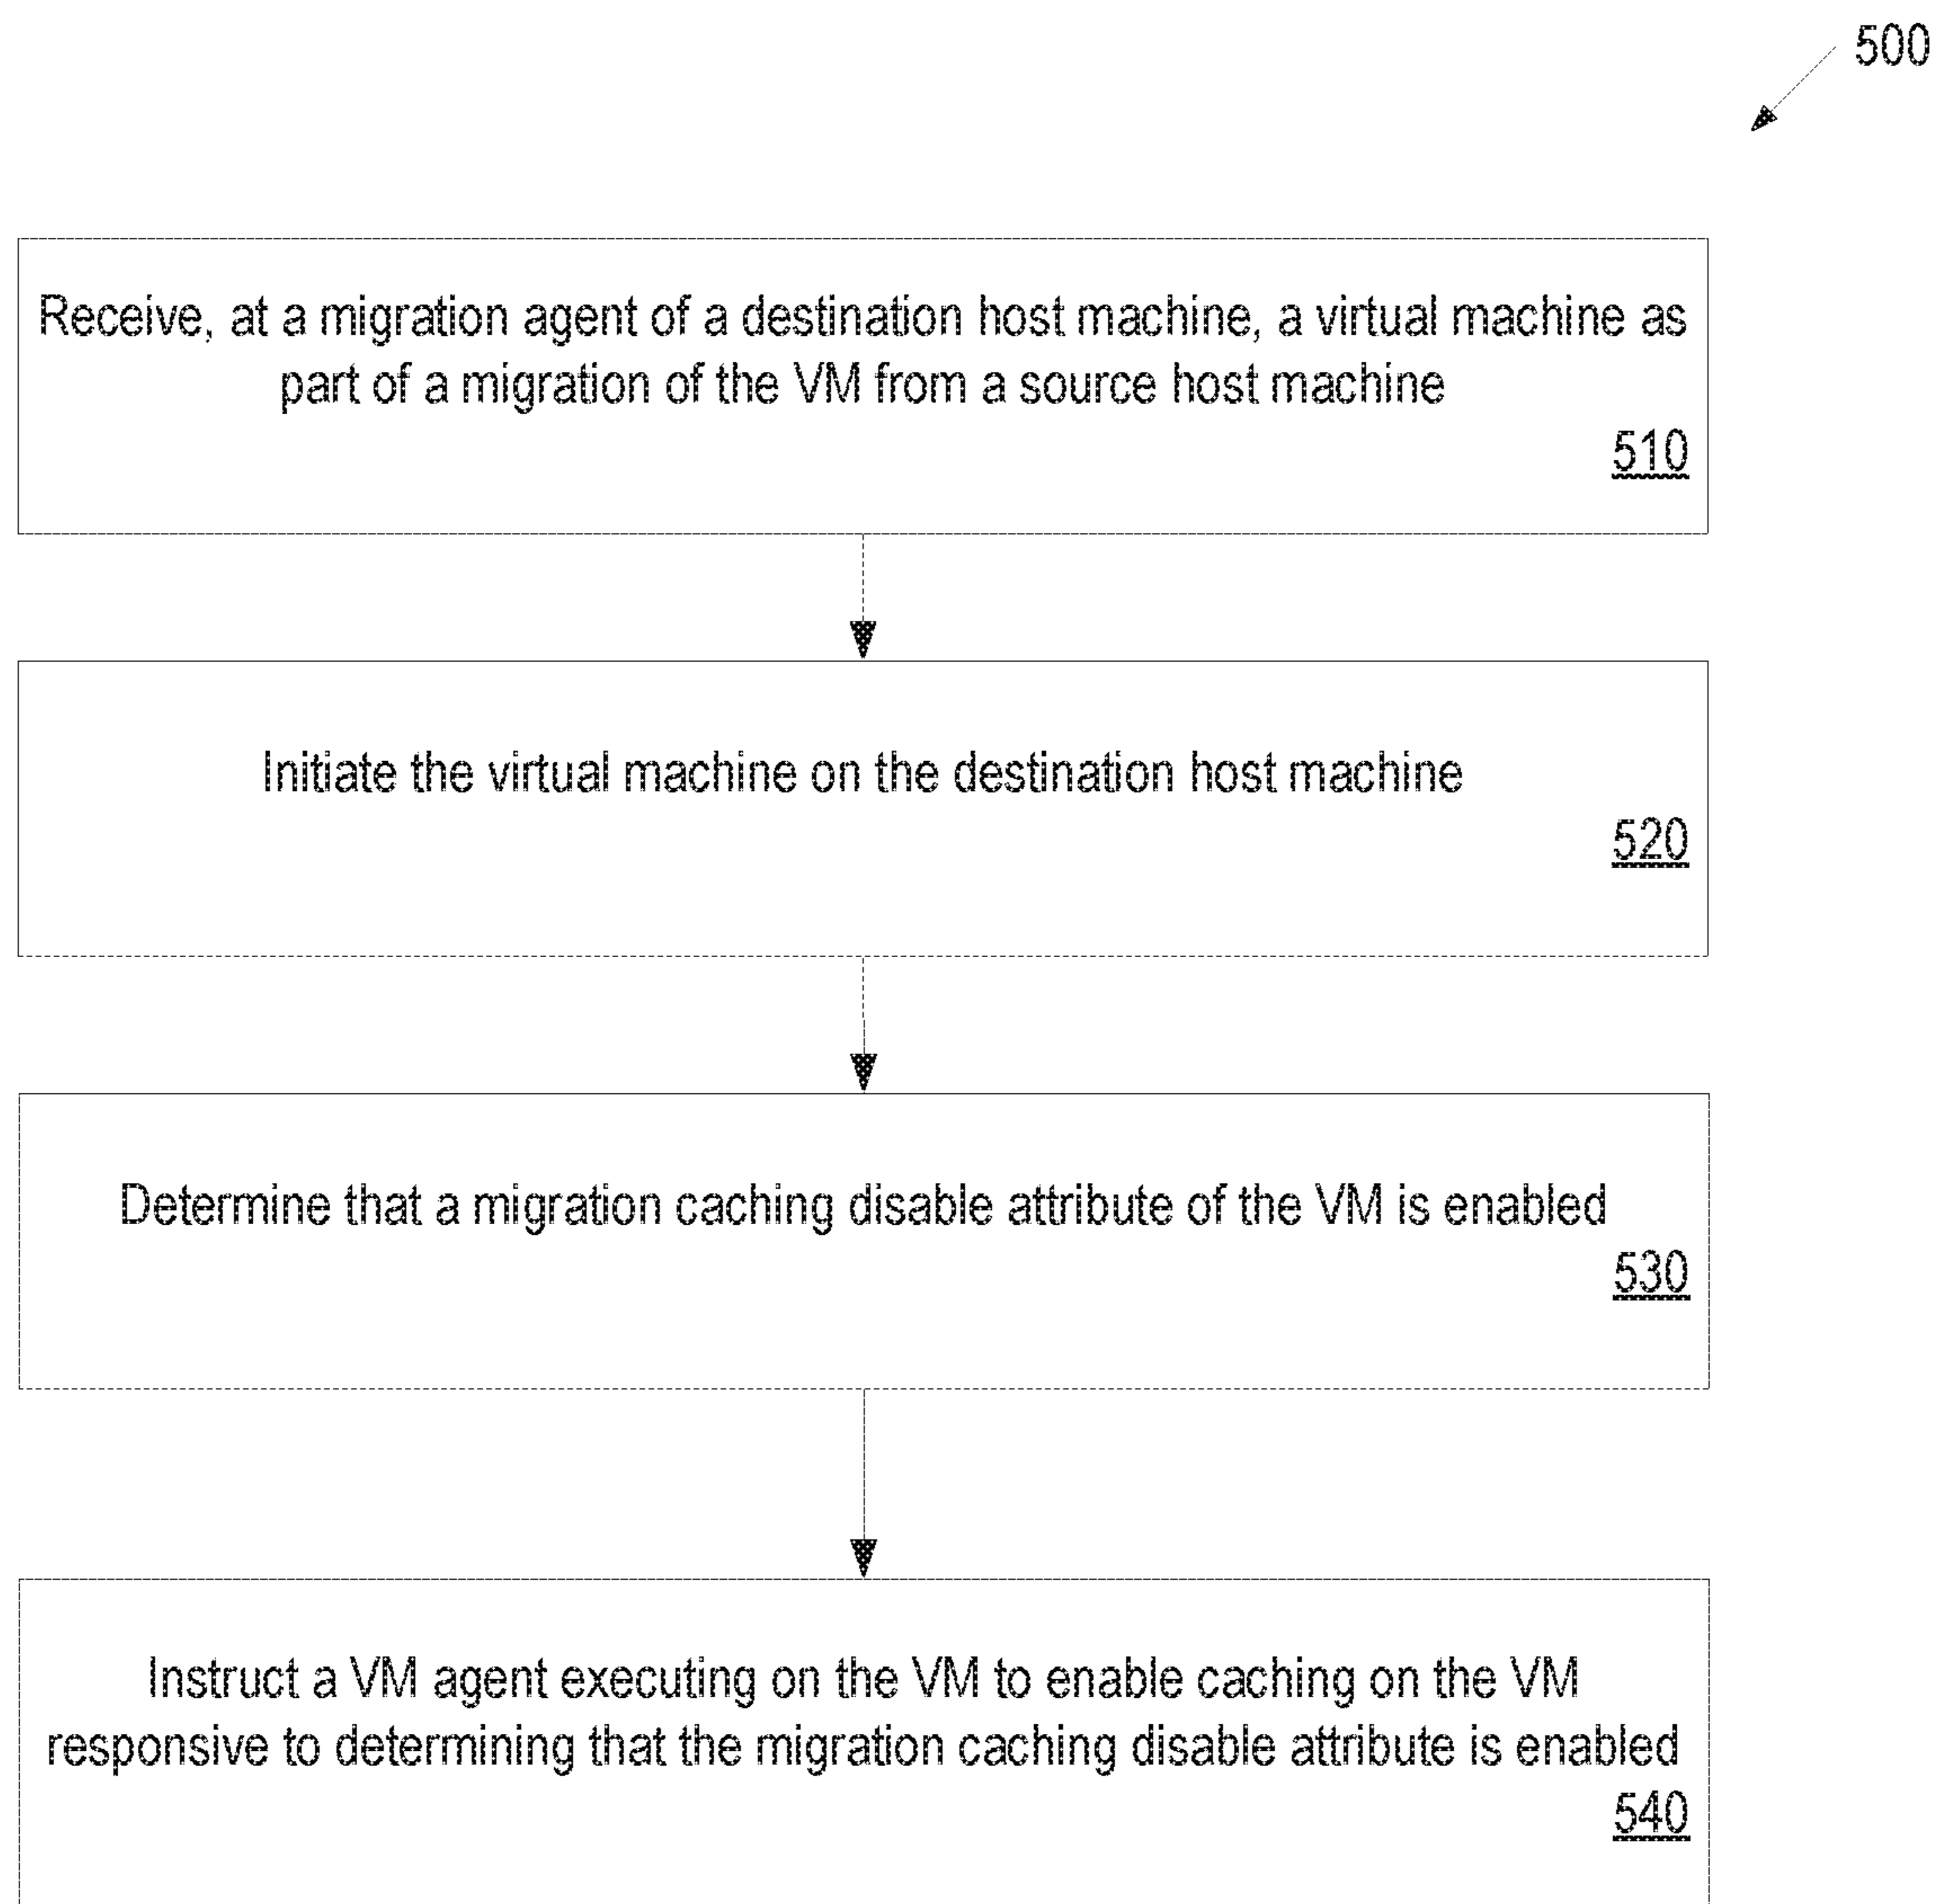 500
Receive, at a migration agent of a destination host machine, a virtual machine as
part of a migration of the VM from a source host machine
510
Initiate the virtual machine on the destination host machine
520
Determine that a migration caching disable attribute of the VM is enabled
530
Instruct a VM agent executing on the VM to enable caching on the VM
responsive to determining that the migration caching disable attribute is enabled
540